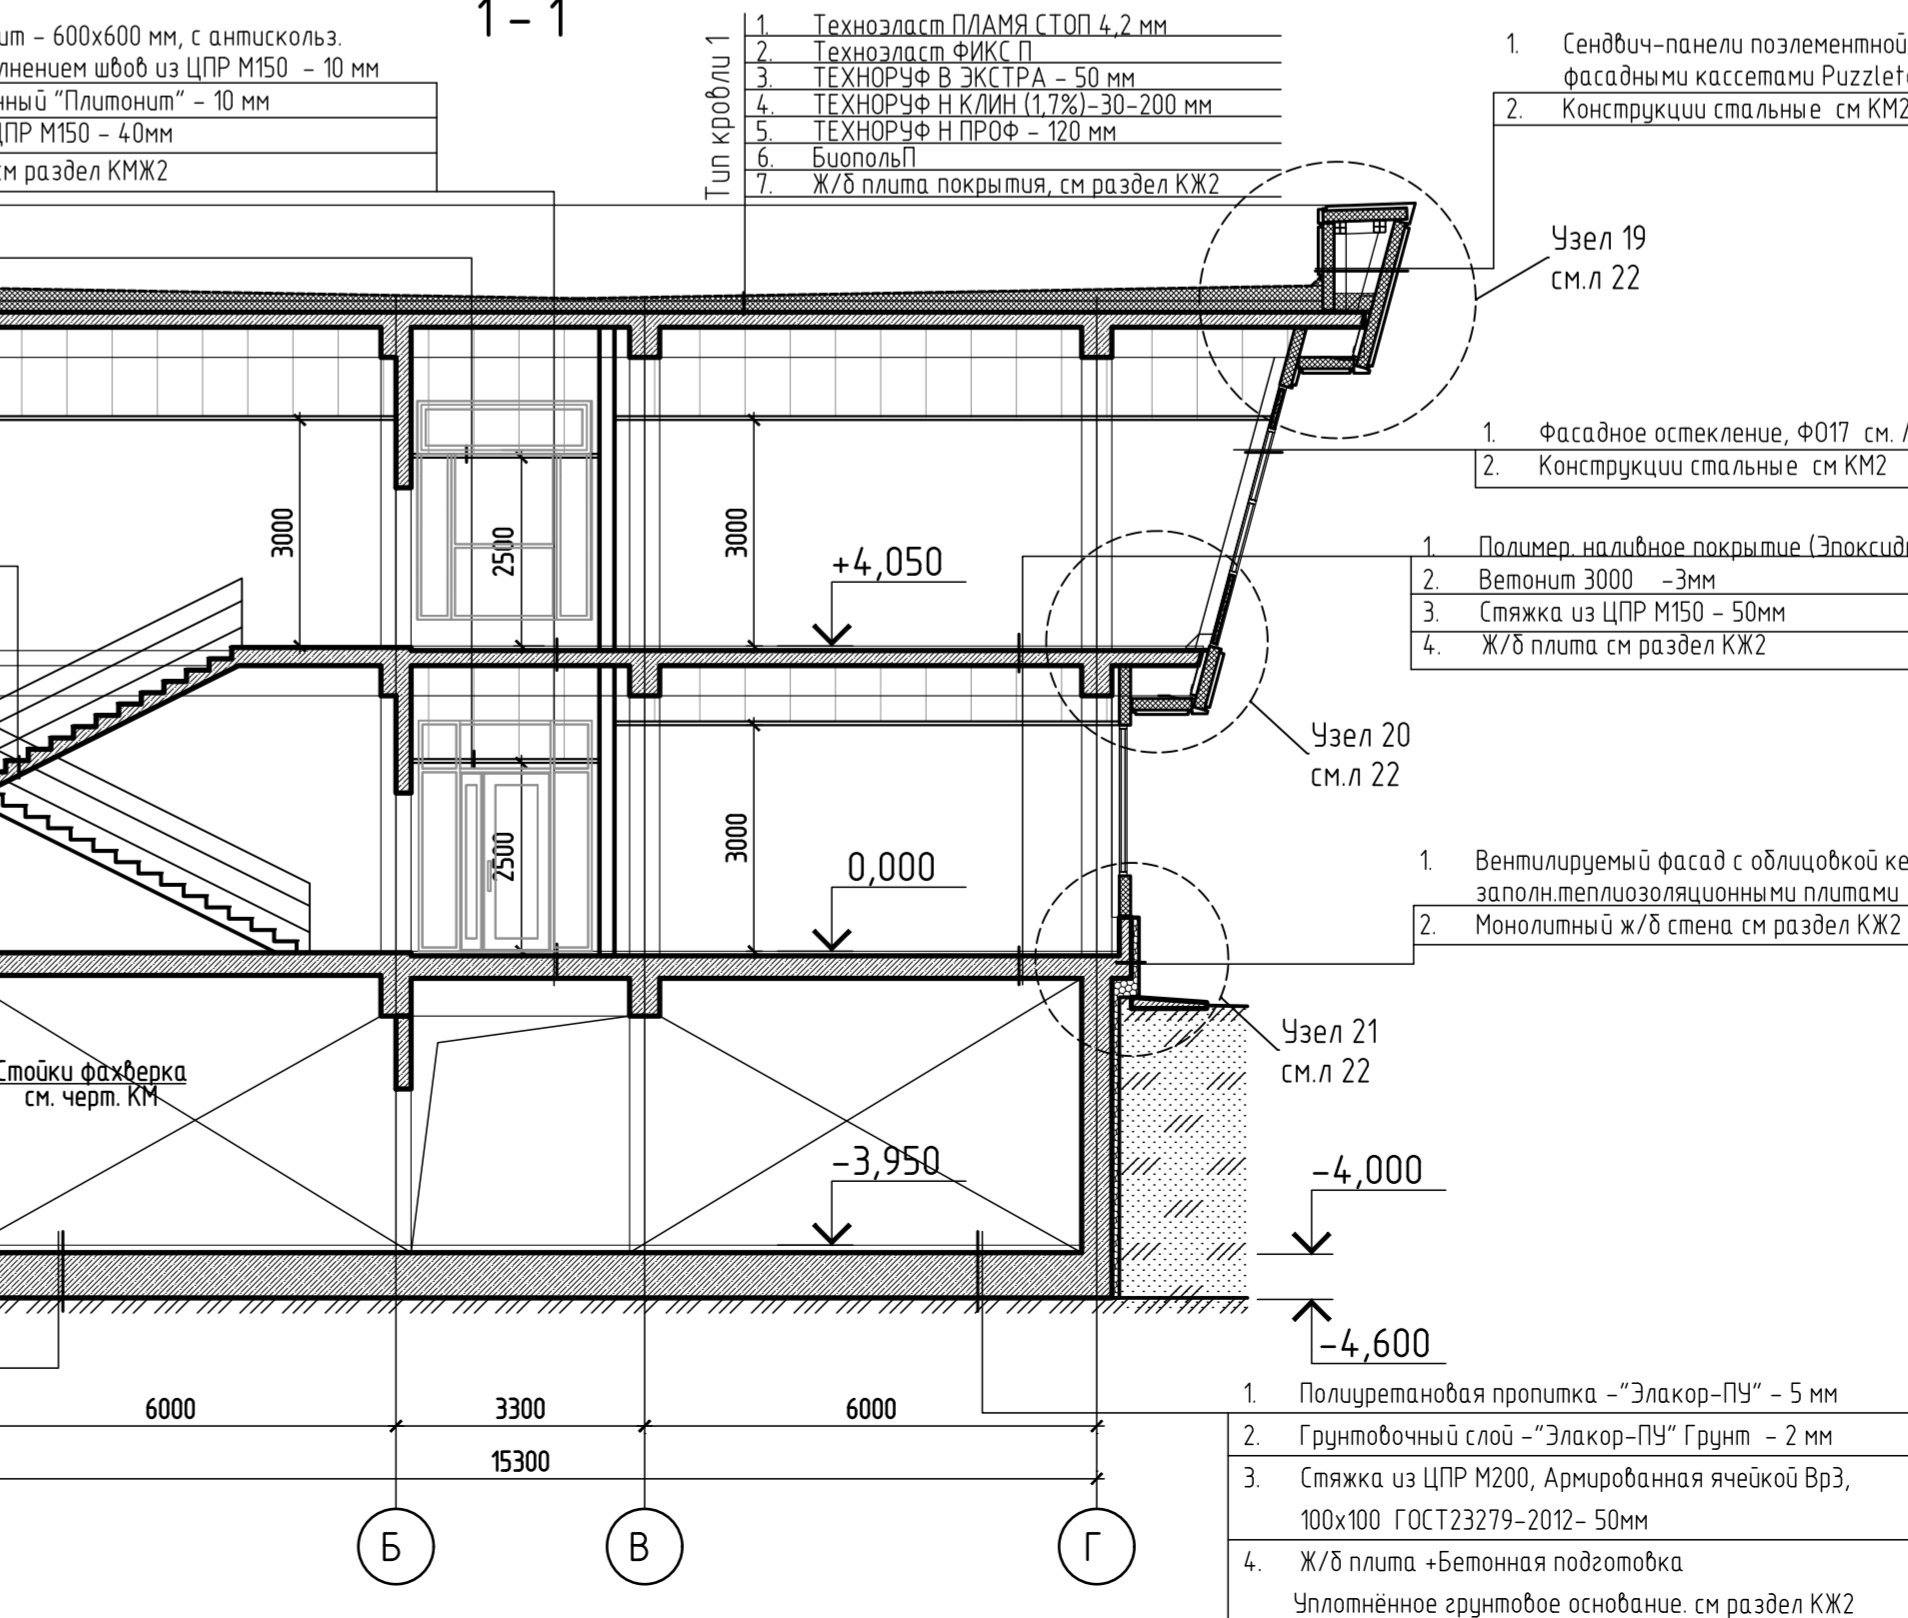 1 – 1
ит – 600х600 мм, с антискольз.
лнением швов из ЦПР М150 – 10 мм
нный "Плитонит" – 10 мм
ЦПР М150 – 40мм
см раздел КМЖ2
Тип кровли 1
1. Техноэласт ПЛАМЯ СТОП 4,2 мм
2. Техноэласт ФИКС П
3. ТЕХНОРУФ В ЭКСТРА – 50 мм
4. ТЕХНОРУФ Н КЛИН (1,7%)–30–200 мм
5. ТЕХНОРУФ Н ПРОФ – 120 мм
6. БиопольП
7. Ж/б плита покрытия, см раздел КЖ2
1. Сендвич–панели поэлементной
фасадными кассетами Puzzlet
2. Конструкции стальные см КМ2
Узел 19
см.л 22
1. Фасадное остекление, ФО17 см.
2. Конструкции стальные см КМ2
1. Полимер. наливное покрытие (Эпоксид
2. Ветонит 3000 –3мм
3. Стяжка из ЦПР М150 – 50мм
4. Ж/б плита см раздел КЖ2
3000
2500
3000
+4,050
Узел 20
см.л 22
2500
3000
0,000
1. Вентилируемый фасад с облицовкой ке
заполн.теплиозоляционными плитами
2. Монолитный ж/б стена см раздел КЖ2
Узел 21
см.л 22
Стойки фахверка
см. черт. КМ
–3,950
–4,000
–4,600
6000
3300
6000
15300
Б
В
Г
1. Полиуретановая пропитка –"Элакор–ПУ" – 5 мм
2. Грунтовочный слой –"Элакор–ПУ" Грунт – 2 мм
3. Стяжка из ЦПР М200, Армированная ячейкой Вр3,
100х100 ГОСТ23279–2012– 50мм
4. Ж/б плита +Бетонная подготовка
Уплотнённое грунтовое основание. см раздел КЖ2